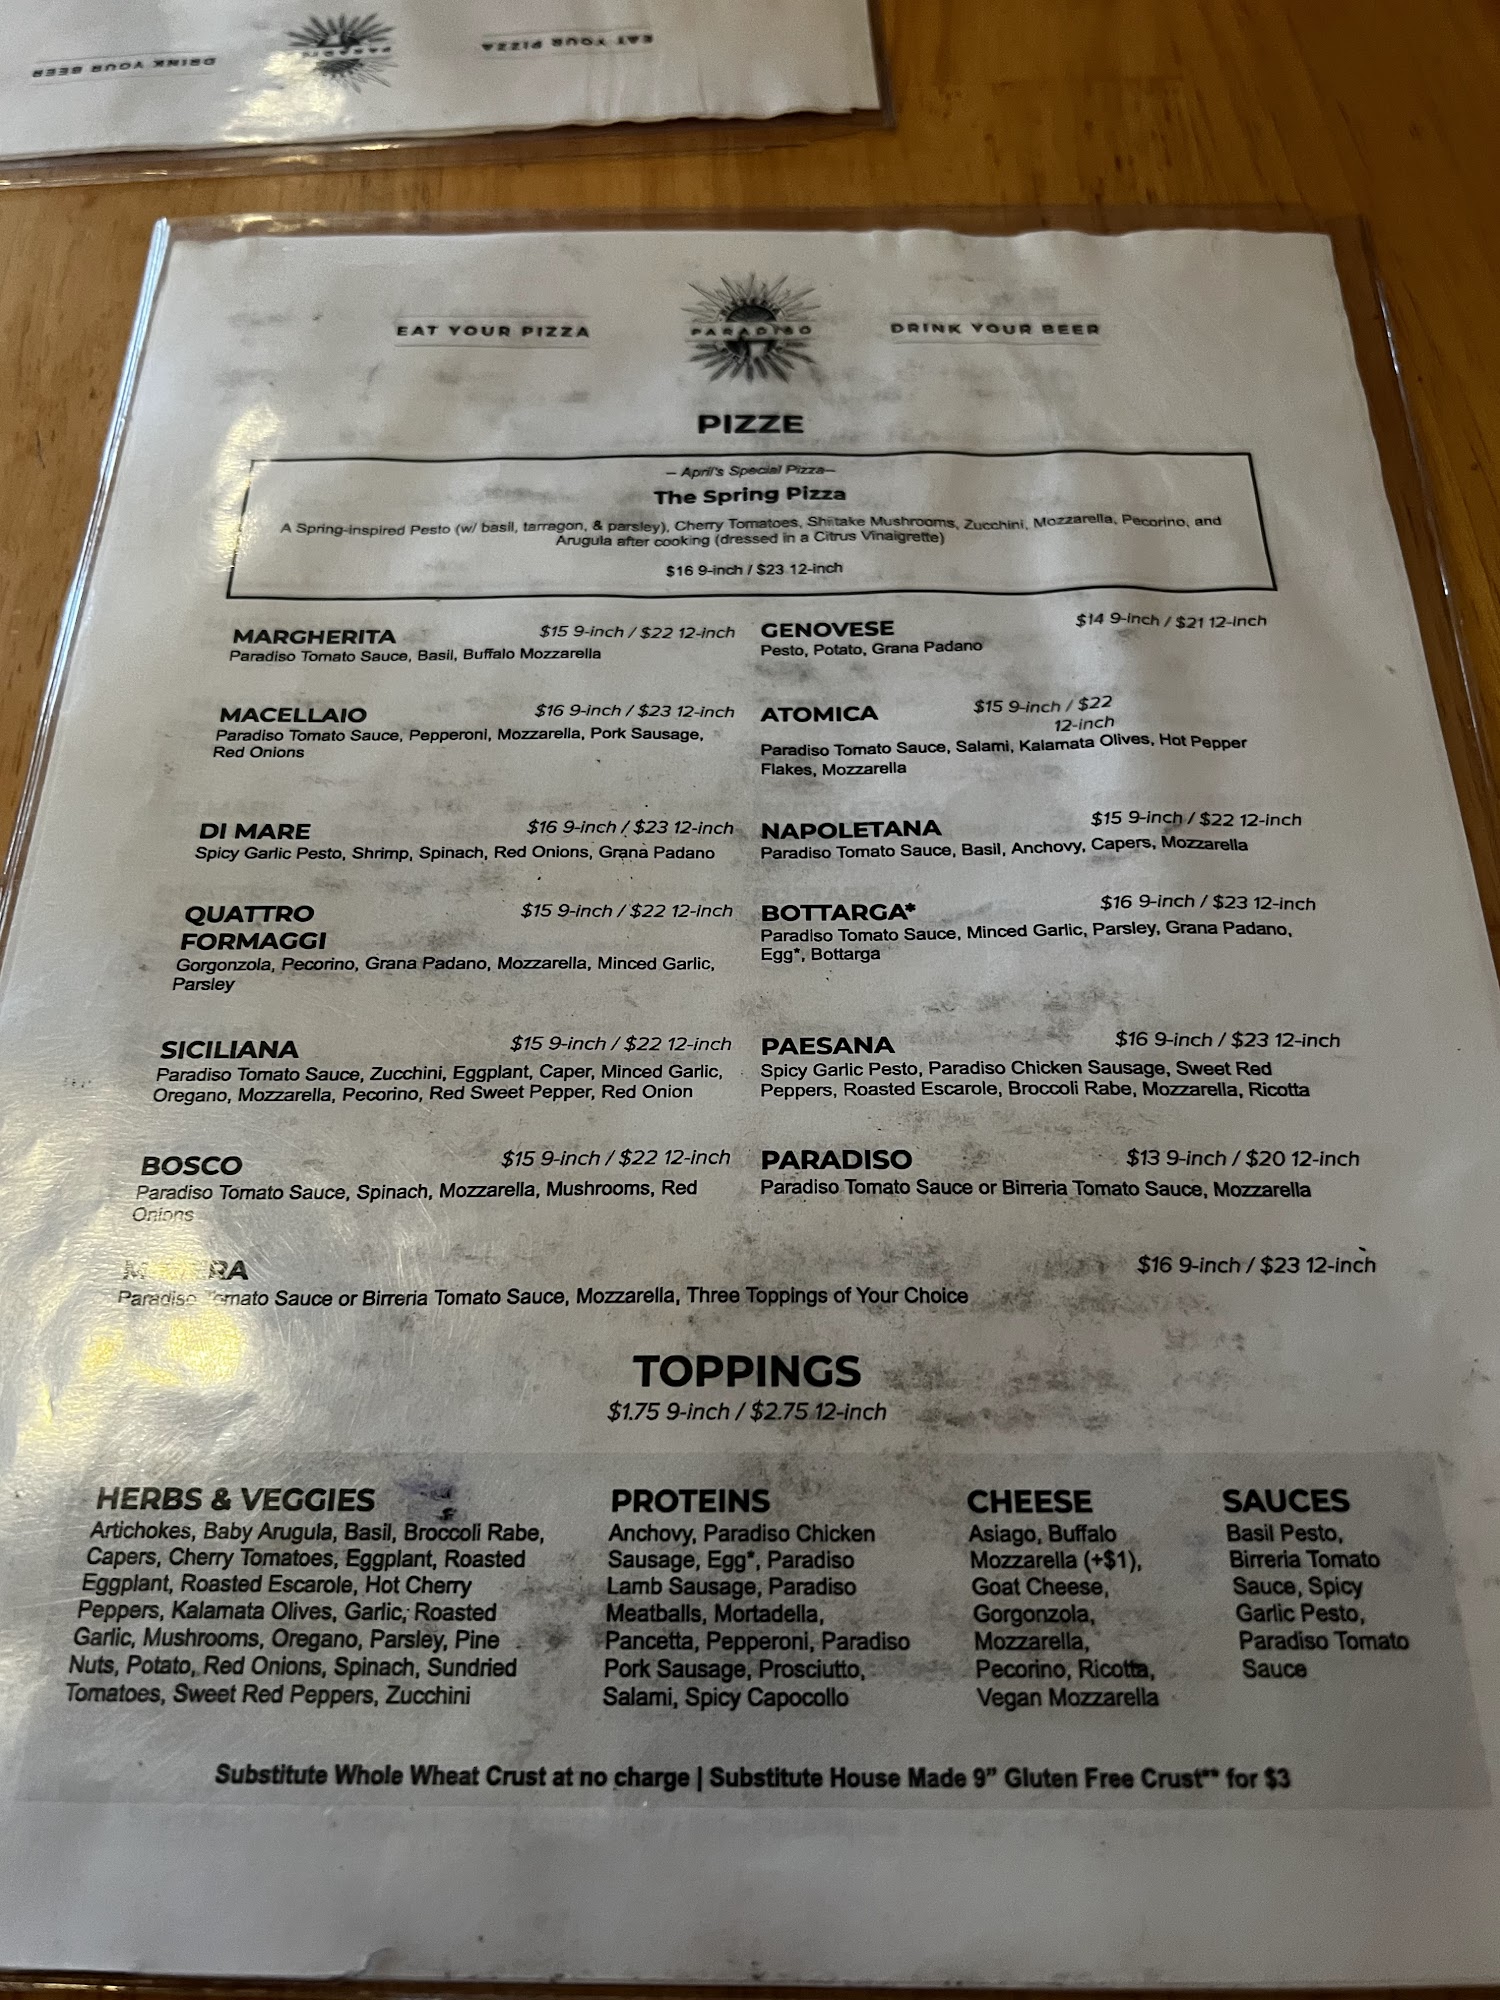 EAT YOUR PIZZA
DRINK YOUR BEER
EAT YOUR PIZZA
PARADISO
DRINK YOUR BEER
PIZZE
– April's Special Pizza–
The Spring Pizza
A Spring-inspired Pesto (w/ basil, tarragon, & parsley), Cherry Tomatoes, Shiitake Mushrooms, Zucchini, Mozzarella, Pecorino, and
Arugula after cooking (dressed in a Citrus Vinaigrette)
$16 9-inch / $23 12-inch
MARGHERITA $15 9-inch / $22 12-inch
Paradiso Tomato Sauce, Basil, Buffalo Mozzarella
GENOVESE $14 9-inch / $21 12-inch
Pesto, Potato, Grana Padano
MACELLAIO $16 9-inch / $23 12-inch
Paradiso Tomato Sauce, Pepperoni, Mozzarella, Pork Sausage,
Red Onions
ATOMICA $15 9-inch / $22
12-inch
Paradiso Tomato Sauce, Salami, Kalamata Olives, Hot Pepper
Flakes, Mozzarella
DI MARE $16 9-inch / $23 12-inch
Spicy Garlic Pesto, Shrimp, Spinach, Red Onions, Grana Padano
NAPOLETANA $15 9-inch / $22 12-inch
Paradiso Tomato Sauce, Basil, Anchovy, Capers, Mozzarella
QUATTRO $15 9-inch / $22 12-inch
FORMAGGI
Gorgonzola, Pecorino, Grana Padano, Mozzarella, Minced Garlic,
Parsley
BOTTARGA* $16 9-inch / $23 12-inch
Paradiso Tomato Sauce, Minced Garlic, Parsley, Grana Padano,
Egg*, Bottarga
SICILIANA $15 9-inch / $22 12-inch
Paradiso Tomato Sauce, Zucchini, Eggplant, Caper, Minced Garlic,
Oregano, Mozzarella, Pecorino, Red Sweet Pepper, Red Onion
PAESANA $16 9-inch / $23 12-inch
Spicy Garlic Pesto, Paradiso Chicken Sausage, Sweet Red
Peppers, Roasted Escarole, Broccoli Rabe, Mozzarella, Ricotta
BOSCO $15 9-inch / $22 12-inch
Paradiso Tomato Sauce, Spinach, Mozzarella, Mushrooms, Red
Onions
PARADISO $13 9-inch / $20 12-inch
Paradiso Tomato Sauce or Birreria Tomato Sauce, Mozzarella
$16 9-inch / $23 12-inch
Paradiso Tomato Sauce or Birreria Tomato Sauce, Mozzarella, Three Toppings of Your Choice
TOPPINGS
$1.75 9-inch / $2.75 12-inch
HERBS & VEGGIES
Artichokes, Baby Arugula, Basil, Broccoli Rabe,
Capers, Cherry Tomatoes, Eggplant, Roasted
Eggplant, Roasted Escarole, Hot Cherry
Peppers, Kalamata Olives, Garlic, Roasted
Garlic, Mushrooms, Oregano, Parsley, Pine
Nuts, Potato, Red Onions, Spinach, Sundried
Tomatoes, Sweet Red Peppers, Zucchini
PROTEINS
Anchovy, Paradiso Chicken
Sausage, Egg*, Paradiso
Lamb Sausage, Paradiso
Meatballs, Mortadella,
Pancetta, Pepperoni, Paradiso
Pork Sausage, Prosciutto,
Salami, Spicy Capocollo
CHEESE
Asiago, Buffalo
Mozzarella (+$1),
Goat Cheese,
Gorgonzola,
Mozzarella,
Pecorino, Ricotta,
Vegan Mozzarella
SAUCES
Basil Pesto,
Birreria Tomato
Sauce, Spicy
Garlic Pesto,
Paradiso Tomato
Sauce
Substitute Whole Wheat Crust at no charge | Substitute House Made 9” Gluten Free Crust** for $3